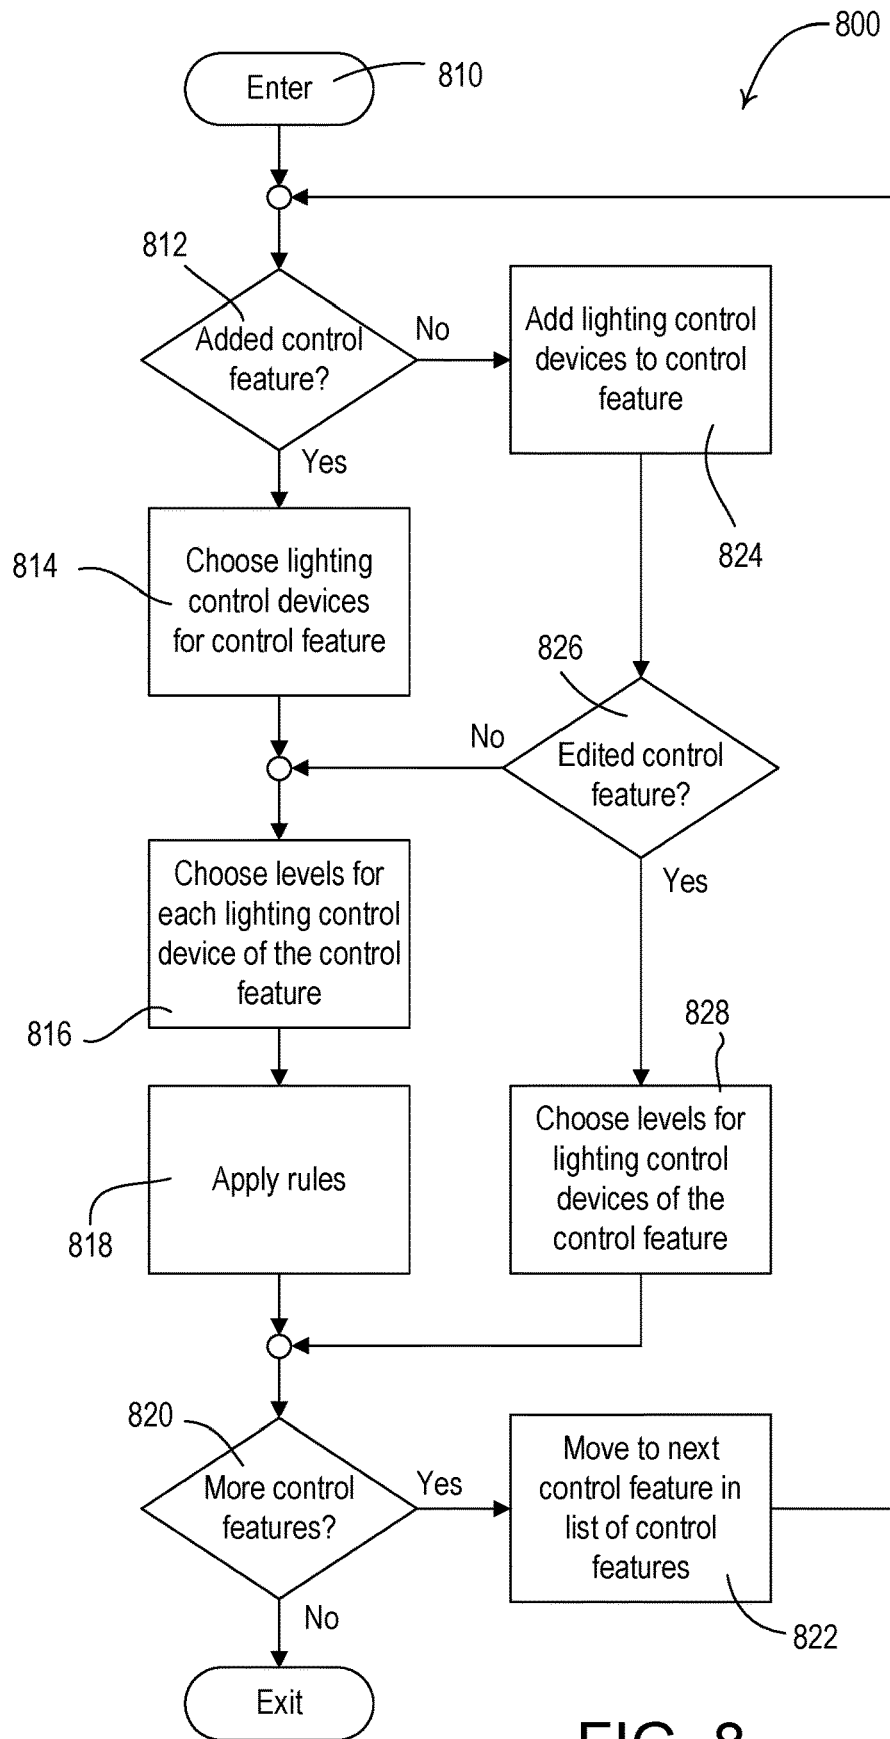 800
Enter
810
812
Added control
feature?
No
Yes
Add lighting control
devices to control
feature
824
814
Choose lighting
control devices
for control feature
826
No
Edited control
feature?
Yes
Choose levels for
each lighting control
device of the control
feature
816
828
Choose levels for
lighting control
devices of the
control feature
Apply rules
818
820
More control
features?
Yes
No
Move to next
control feature in
list of control
features
822
Exit
FIG. 8